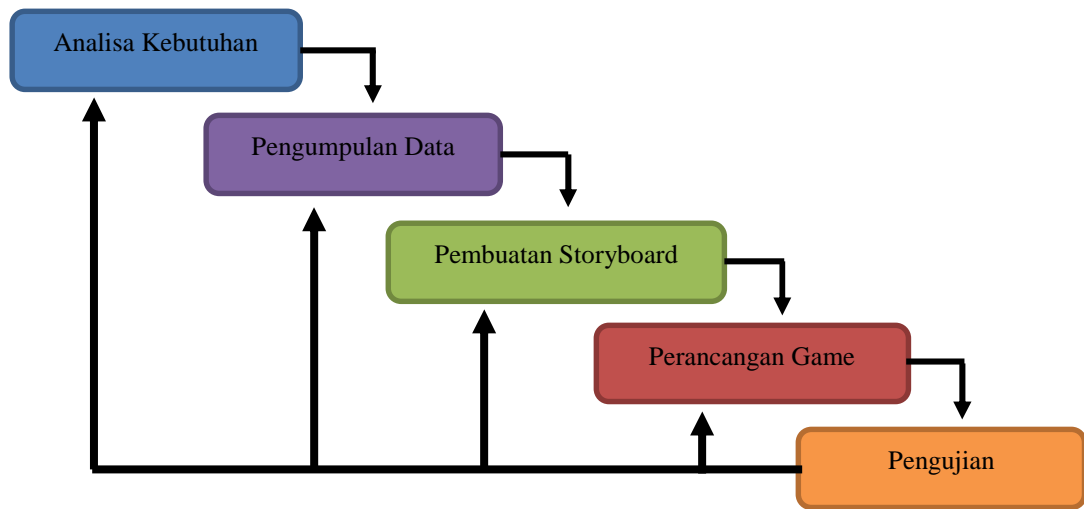 Analisa Kebutuhan
Pengumpulan Data
Pembuatan Storyboard
Perancangan Game
Pengujian